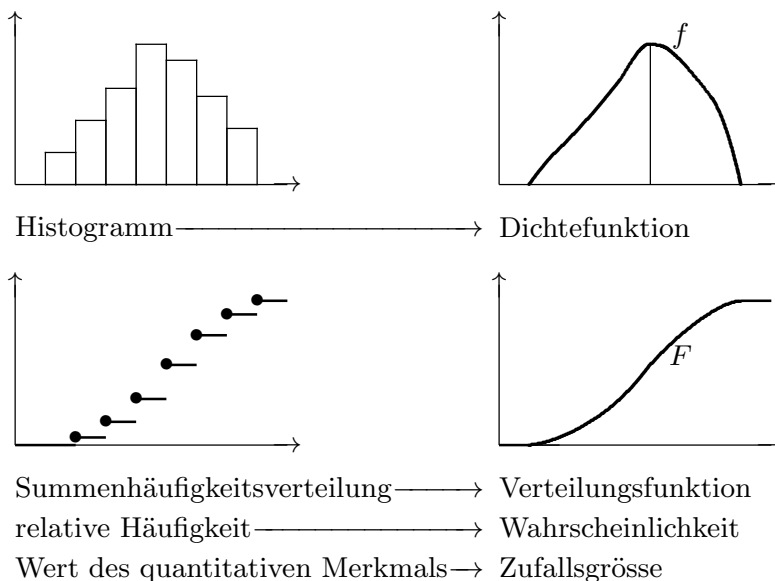 f
Histogramm → Dichtefunktion
F
Summenhäufigkeitsverteilung → Verteilungsfunktion
relative Häufigkeit → Wahrscheinlichkeit
Wert des quantitativen Merkmals → Zufallsgrösse